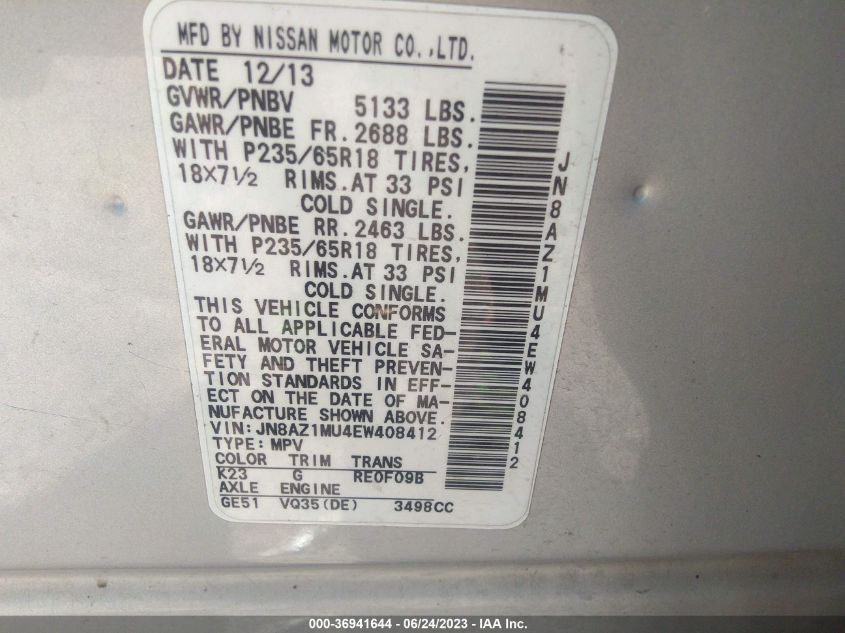 MFD BY NISSAN MOTOR CO.,LTD.
DATE 12/13
GVWR/PNBV 5133 LBS.
GAWR/PNBE FR.2688 LBS.
WITH P235/65R18 TIRES,
18X7½ RIMS.AT 33 PSI
COLD SINGLE.
GAWR/PNBE RR.2463 LBS.
WITH P235/65R18 TIRES,
18X7½ RIMS.AT 33 PSI
COLD SINGLE.
THIS VEHICLE CONFORMS
TO ALL APPLICABLE FED-
ERAL MOTOR VEHICLE SA-
FETY AND THEFT PREVEN-
TION STANDARDS IN EFF-
ECT ON THE DATE OF MA-
NUFACTURE SHOWN ABOVE.
VIN:JN8AZ1MU4EW408412
TYPE:MPV
COLOR TRIM TRANS
K23 G RE0F09B
AXLE ENGINE
GE51 VQ35(DE) 3498CC
JN8AZ1MU4EW408412
000-36941644 / 06/24/2023 - IAA Inc.